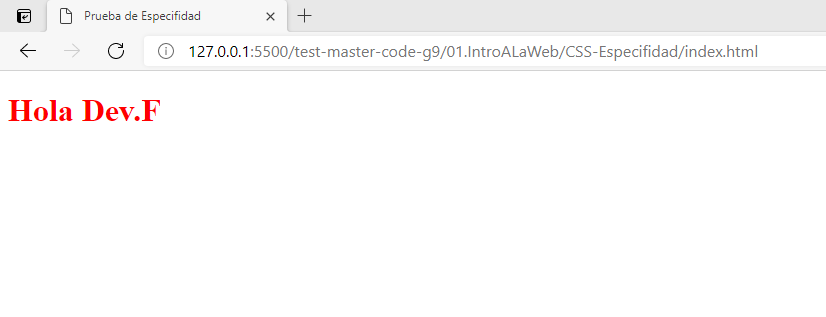 Prueba de Especifidad
127.0.0.1:5500/test-master-code-g9/01.IntroALaWeb/CSS-Especifidad/index.html
Hola Dev.F